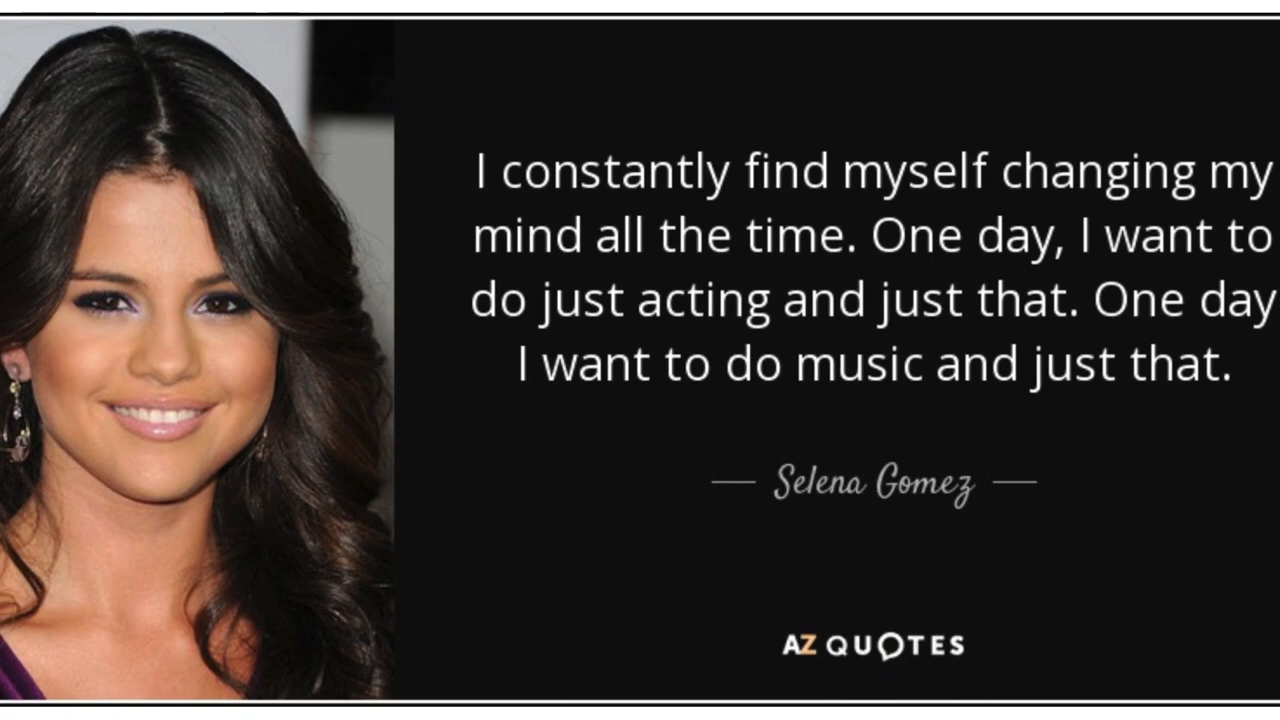 I constantly find myself changing my
mind all the time. One day, I want to
do just acting and just that. One day
I want to do music and just that.
Selena Gomez
AZ QUOTES